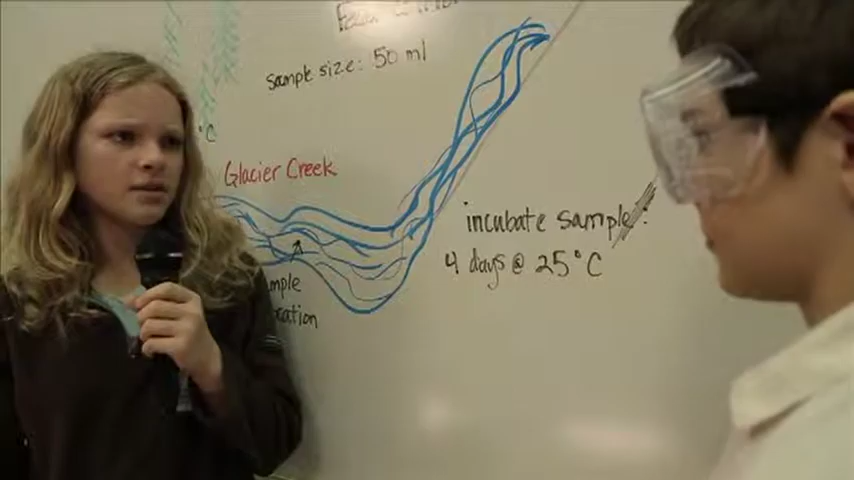 sample size: 50 ml
°C
Glacier Creek
incubate sample:
4 days @ 25°C